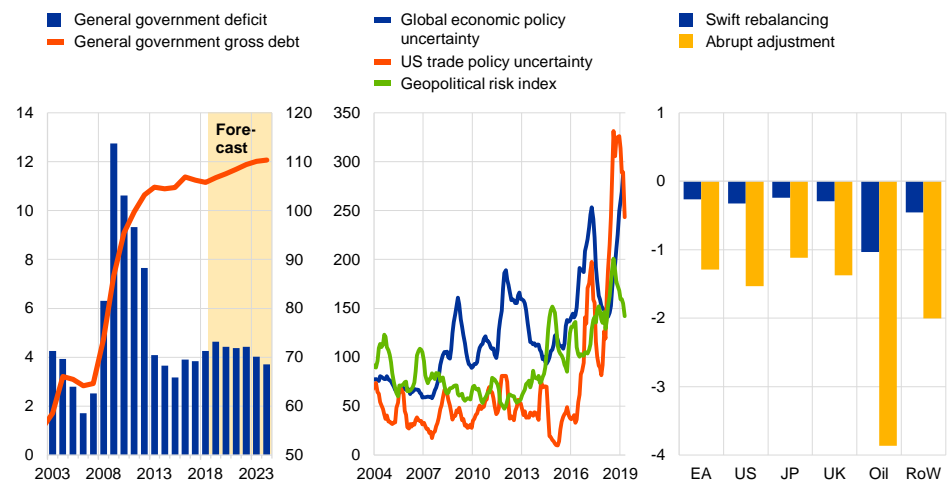 General government deficit
General government gross debt
Global economic policy
uncertainty
US trade policy uncertainty
Geopolitical risk index
Swift rebalancing
Abrupt adjustment
14
12
10
8
6
4
2
0
120
110
100
90
80
70
60
50
Fore-
cast
2003 2008 2013 2018 2023
350
300
250
200
150
100
50
0
2004 2007 2010 2013 2016 2019
1
0
-1
-2
-3
-4
EA US JP UK Oil RoW